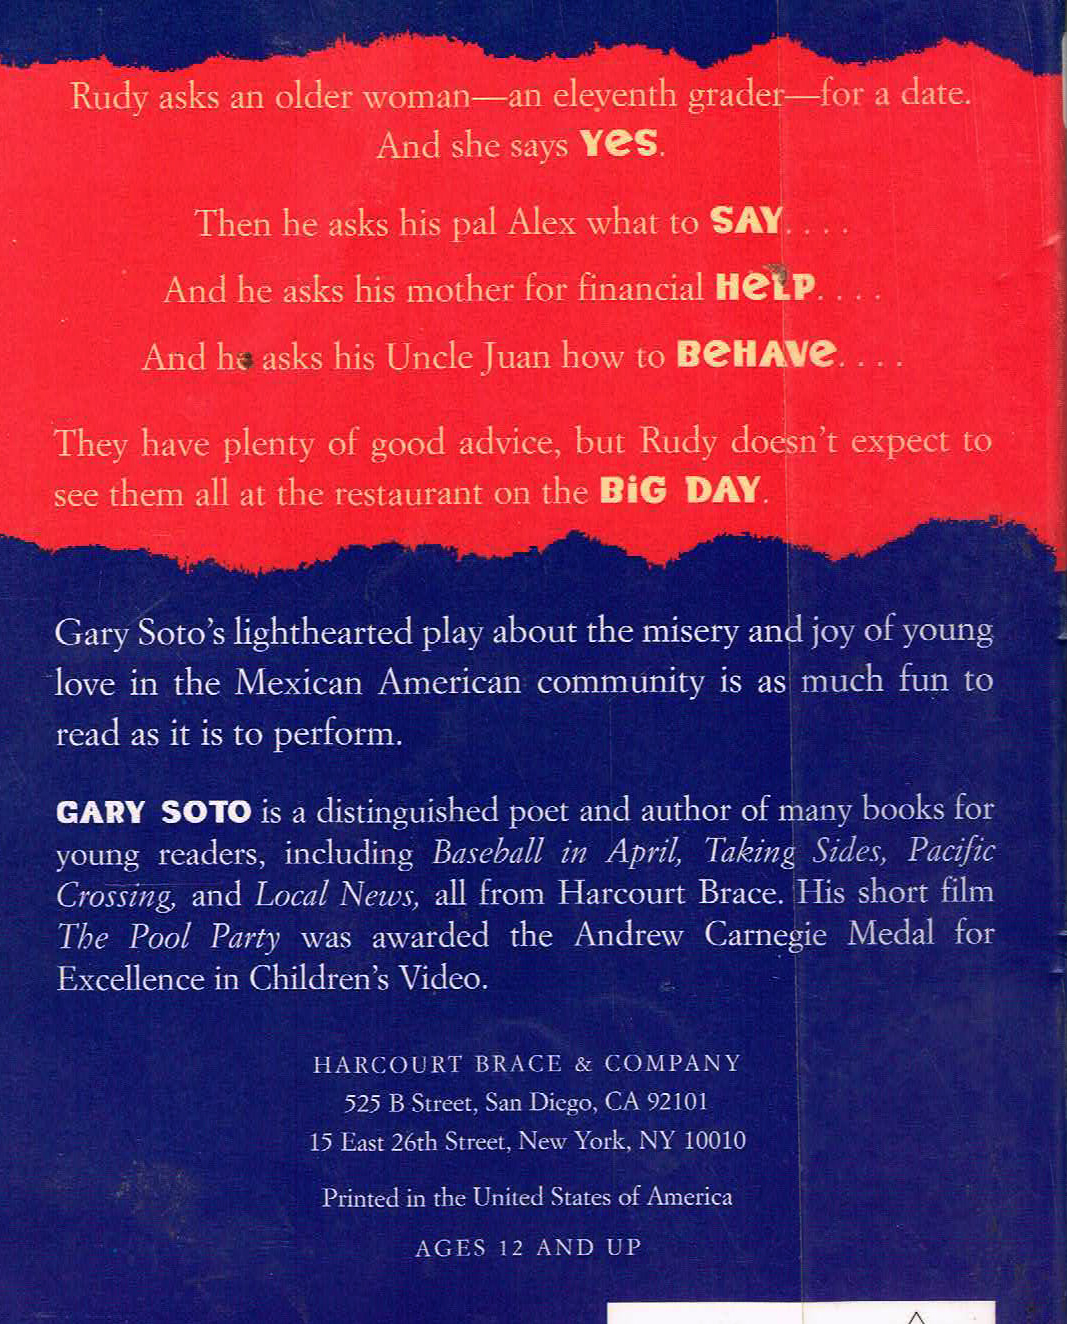 Rudy asks an older woman—an eleventh grader—for a date.
And she says YeS.
Then he asks his pal Alex what to SAY. . . .
And he asks his mother for financial HeLP. . . .
And he asks his Uncle Juan how to BeHAVe. . . .
They have plenty of good advice, but Rudy doesn't expect to
see them all at the restaurant on the BiG DAY.
Gary Soto's lighthearted play about the misery and joy of young
love in the Mexican American community is as much fun to
read as it is to perform.
GARY SOTO is a distinguished poet and author of many books for
young readers, including Baseball in April, Taking Sides, Pacific
Crossing, and Local News, all from Harcourt Brace. His short film
The Pool Party was awarded the Andrew Carnegie Medal for
Excellence in Children's Video.
HARCOURT BRACE & COMPANY
525 B Street, San Diego, CA 92101
15 East 26th Street, New York, NY 10010
Printed in the United States of America
AGES 12 AND UP